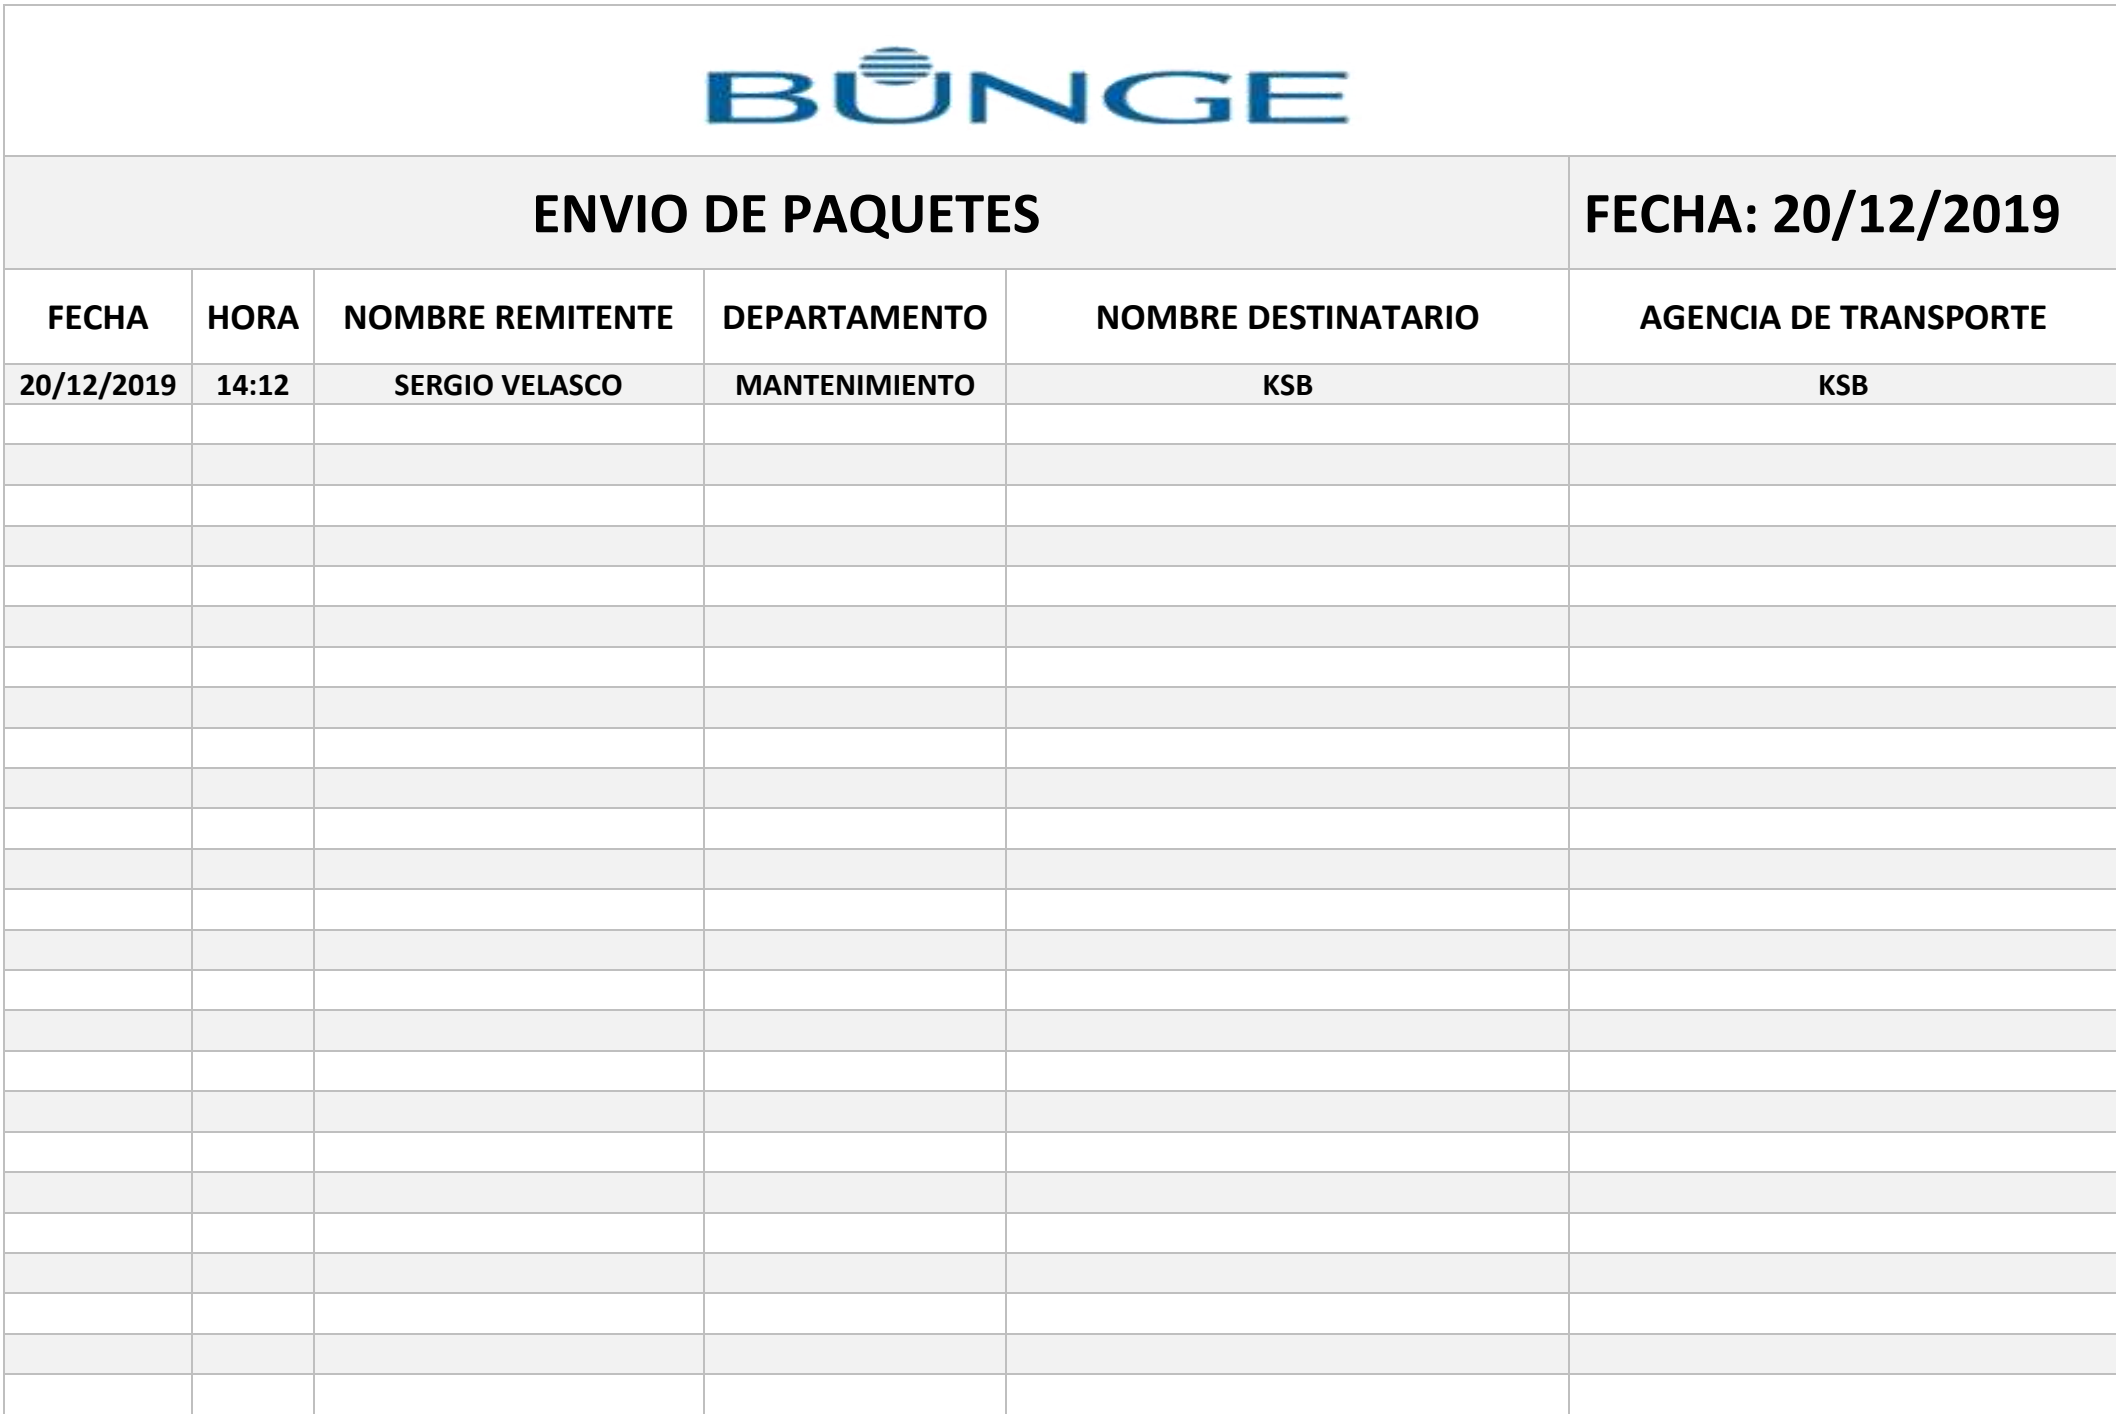 BUNGE
ENVIO DE PAQUETES FECHA: 20/12/2019
FECHA HORA NOMBRE REMITENTE DEPARTAMENTO NOMBRE DESTINATARIO AGENCIA DE TRANSPORTE
20/12/2019 14:12 SERGIO VELASCO MANTENIMIENTO KSB KSB